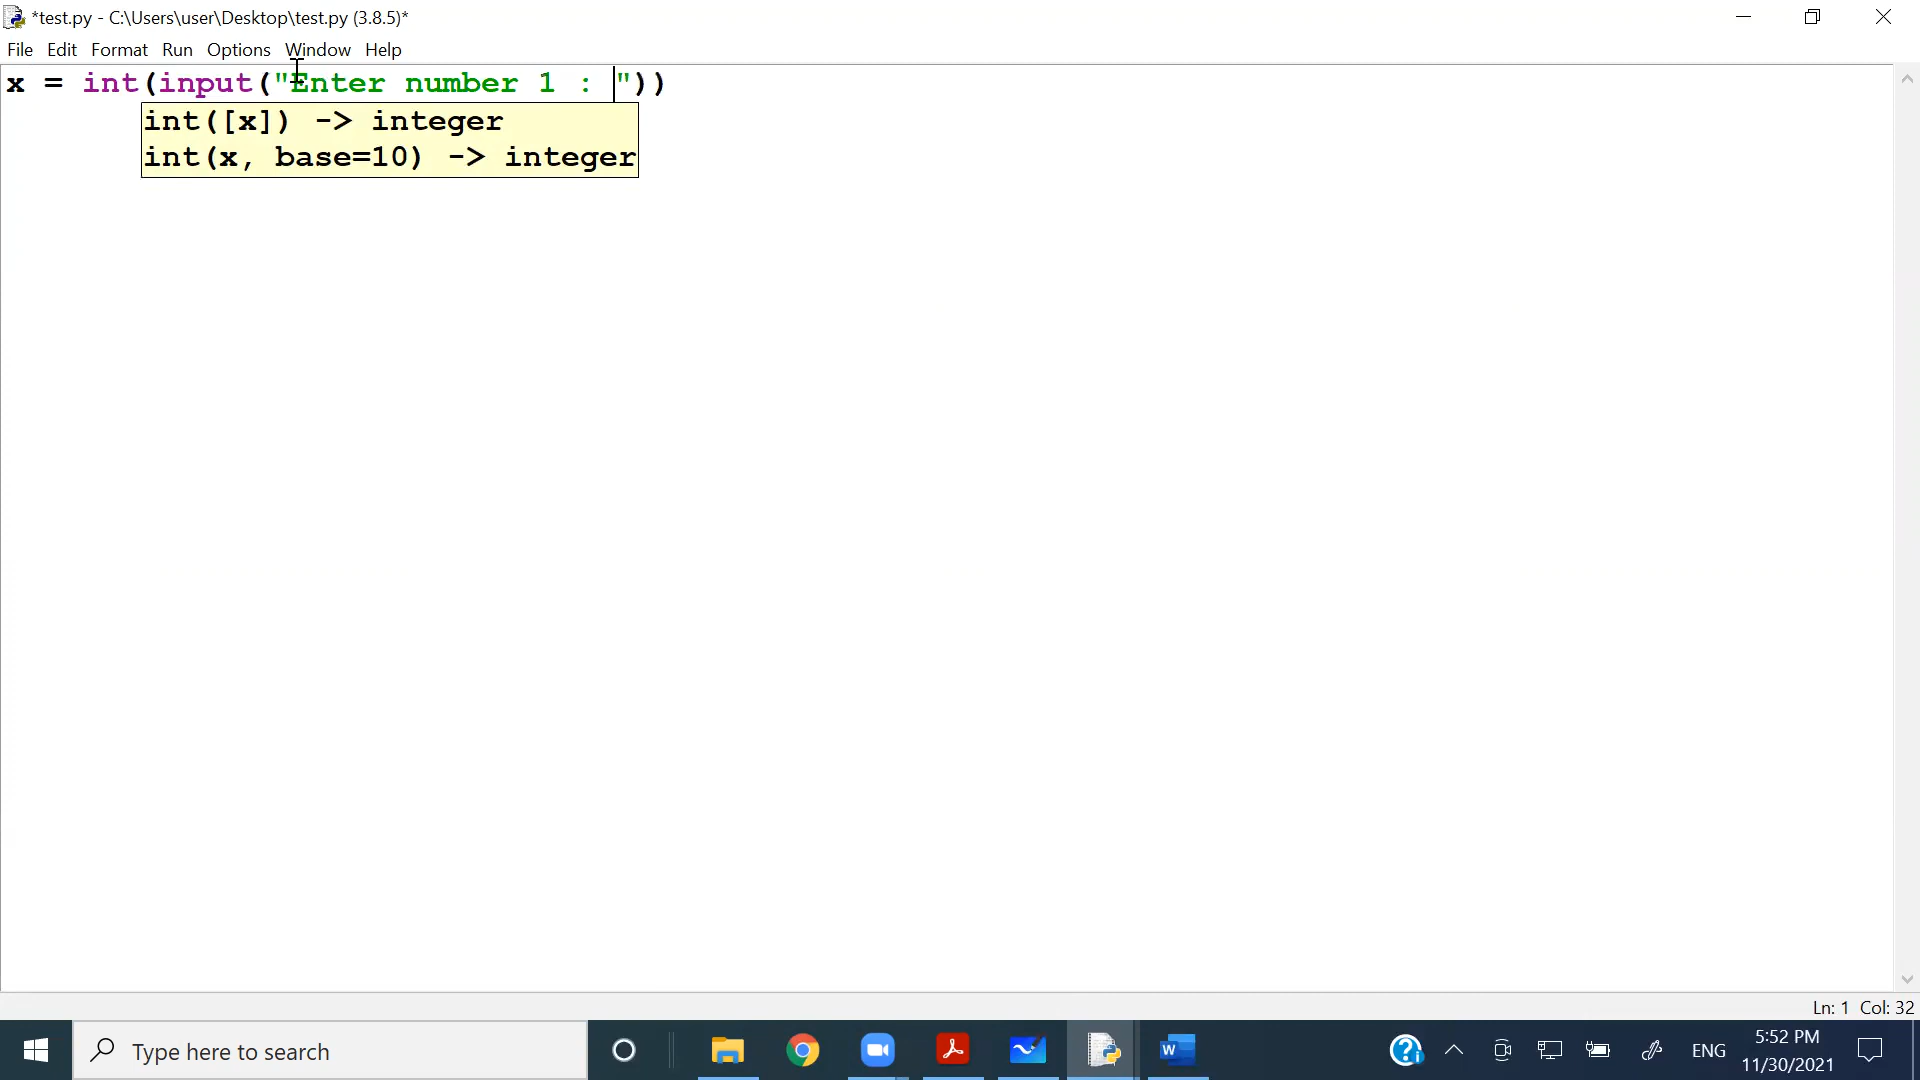 *test.py - C:\Users\user\Desktop\test.py (3.8.5)*
File Edit Format Run Options Window Help
x = int(input("Enter number 1 : "))
int([x]) -> integer
int(x, base=10) -> integer
Ln: 1 Col: 32
Type here to search
W
ENG
5:52 PM
11/30/2021